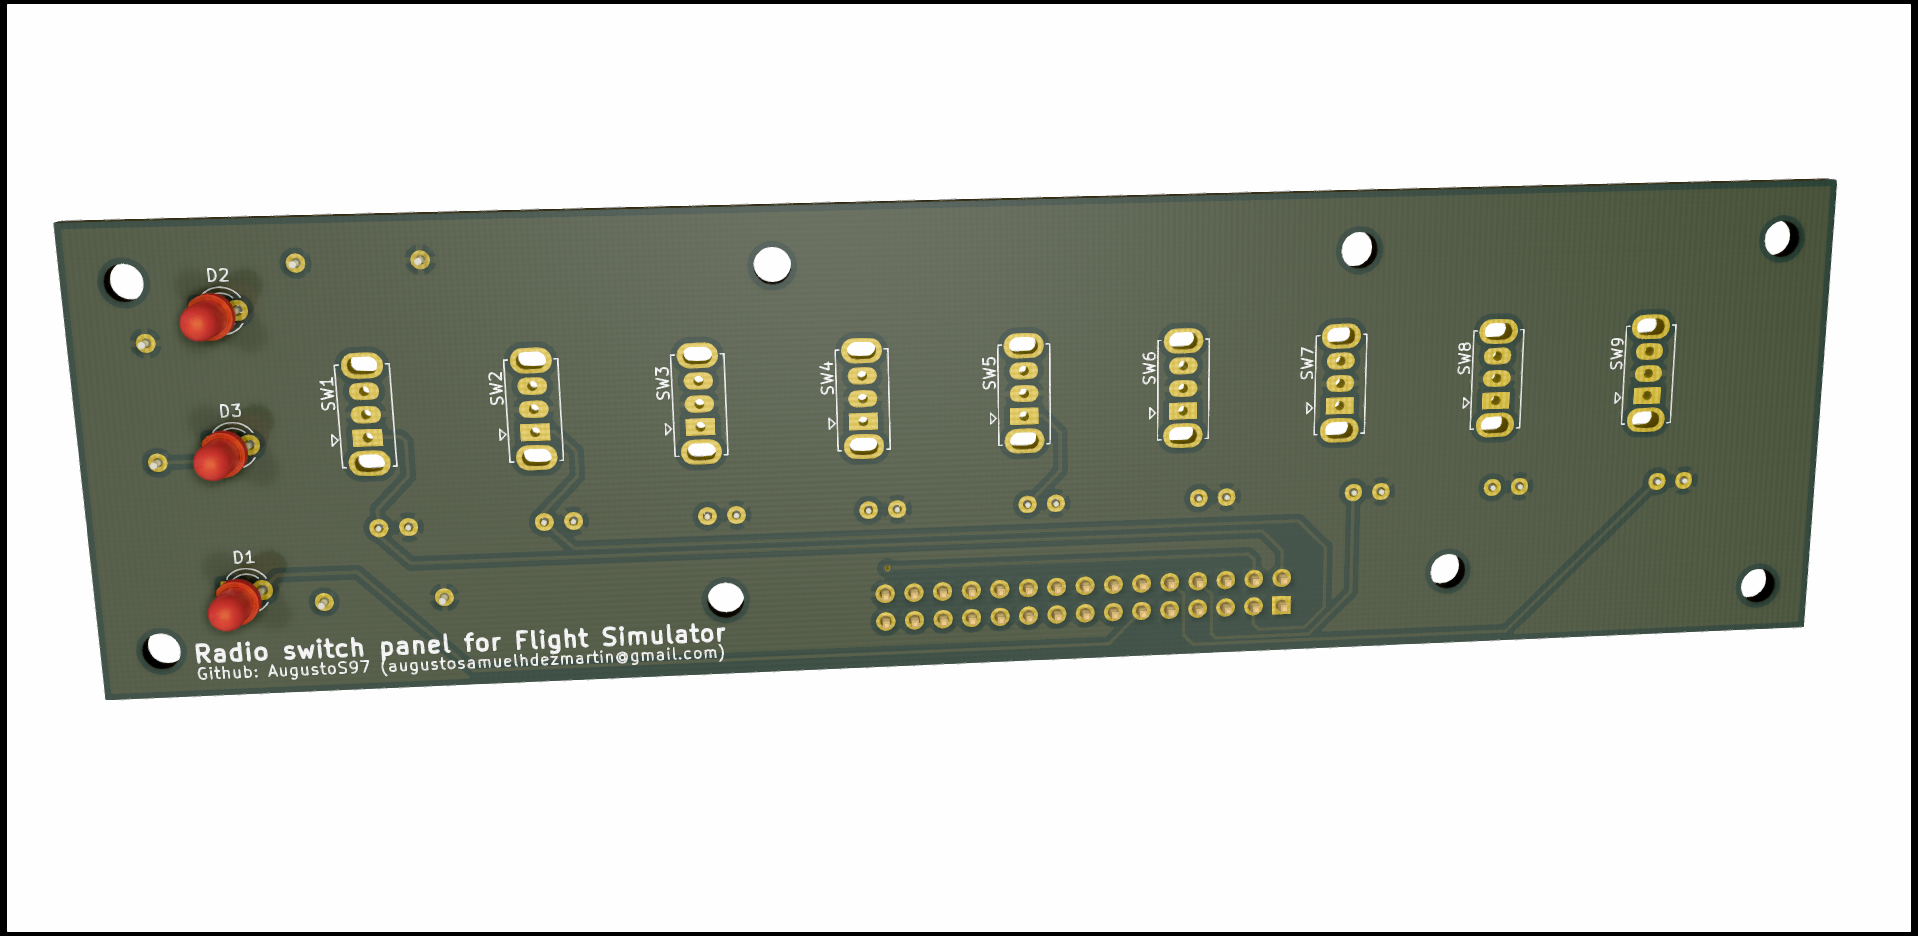 D2
D3
D1
SW1
SW2
SW3
SW4
SW5
SW6
SW7
SW8
SW9
Radio switch panel for Flight Simulator
Github: AugustoS97 (augustosamuelhdezmartin@gmail.com)